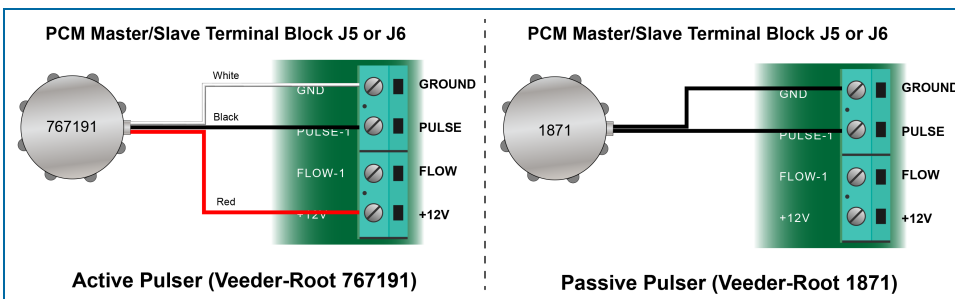 PCM Master/Slave Terminal Block J5 or J6
White
GND
GROUND
767191
Black
PULSE-1
PULSE
FLOW-1
FLOW
Red
+12V
+12V
Active Pulser (Veeder-Root 767191)
PCM Master/Slave Terminal Block J5 or J6
GND
GROUND
1871
PULSE-1
PULSE
FLOW-1
FLOW
+12V
+12V
Passive Pulser (Veeder-Root 1871)